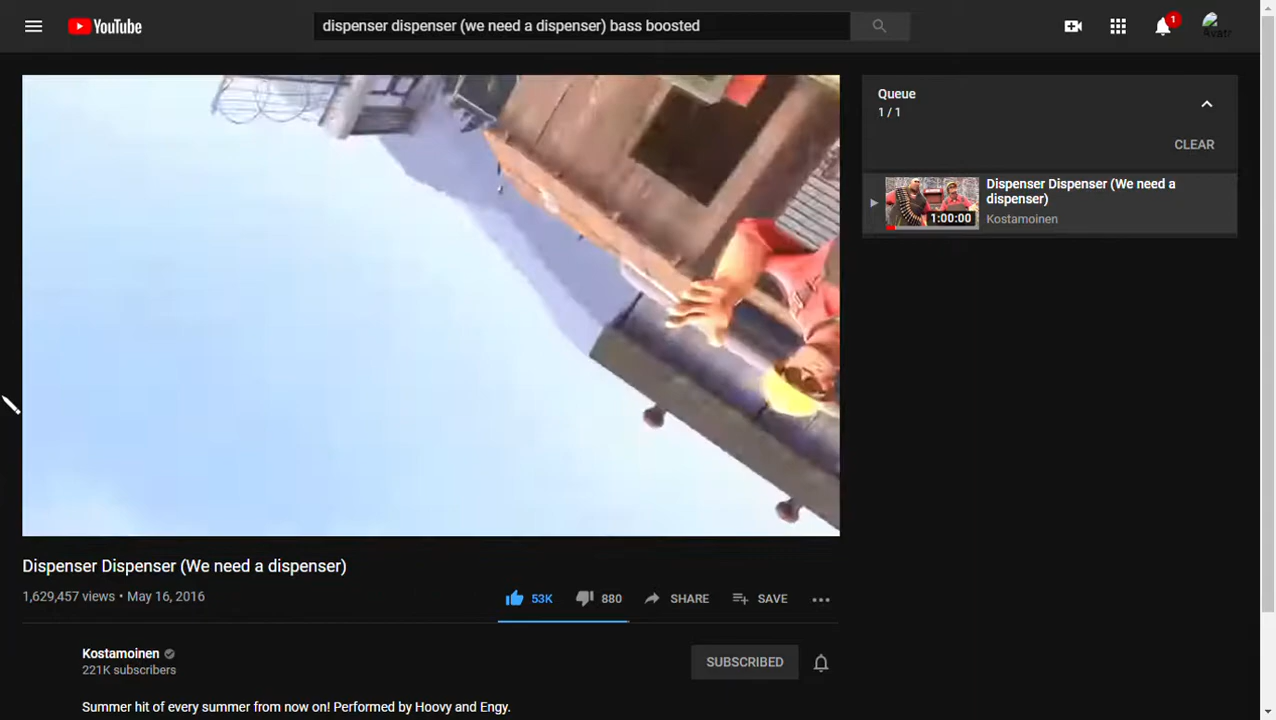 YouTube
dispenser dispenser (we need a dispenser) bass boosted
1
Avatr
Queue
1 / 1
CLEAR
Dispenser Dispenser (We need a
dispenser)
Kostamoinen
1:00:00
Dispenser Dispenser (We need a dispenser)
1,629,457 views • May 16, 2016
53K
880
SHARE
SAVE
Kostamoinen
221K subscribers
SUBSCRIBED
Summer hit of every summer from now on! Performed by Hoovy and Engy.